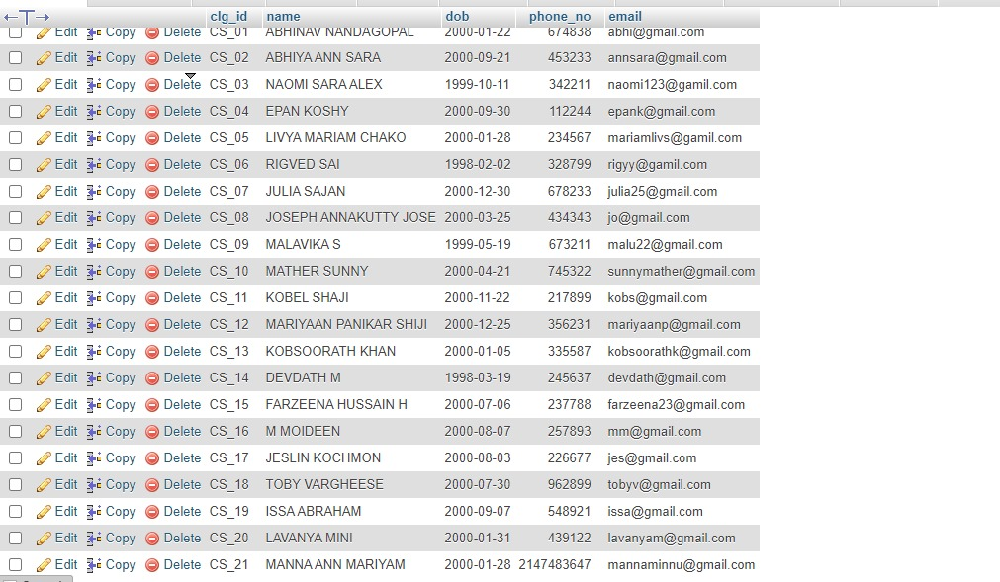 clg_id name dob phone_no email
Edit Copy Delete CS_01 ABHINAV NANDAGOPAL 2000-01-22 674838 abhi@gmail.com
Edit Copy Delete CS_02 ABHIYA ANN SARA 2000-09-21 453233 annsara@gmail.com
Edit Copy Delete CS_03 NAOMI SARA ALEX 1999-10-11 342211 naomi123@gamil.com
Edit Copy Delete CS_04 EPAN KOSHY 2000-09-30 112244 epank@gmail.com
Edit Copy Delete CS_05 LIVYA MARIAM CHAKO 2000-01-28 234567 mariamlivs@gamil.com
Edit Copy Delete CS_06 RIGVED SAI 1998-02-02 328799 rigyy@gamil.com
Edit Copy Delete CS_07 JULIA SAJAN 2000-12-30 678233 julia25@gmail.com
Edit Copy Delete CS_08 JOSEPH ANNAKUTTY JOSE 2000-03-25 434343 jo@gmail.com
Edit Copy Delete CS_09 MALAVIKA S 1999-05-19 673211 malu22@gmail.com
Edit Copy Delete CS_10 MATHER SUNNY 2000-04-21 745322 sunnymather@gmail.com
Edit Copy Delete CS_11 KOBEL SHAJI 2000-11-22 217899 kobs@gmail.com
Edit Copy Delete CS_12 MARIYAAN PANIKAR SHIJI 2000-12-25 356231 mariyaanp@gmail.com
Edit Copy Delete CS_13 KOBSOORATH KHAN 2000-01-05 335587 kobsoorathk@gmail.com
Edit Copy Delete CS_14 DEVDATH M 1998-03-19 245637 devdath@gmail.com
Edit Copy Delete CS_15 FARZEENA HUSSAIN H 2000-07-06 237788 farzeena23@gmail.com
Edit Copy Delete CS_16 M MOIDEEN 2000-08-07 257893 mm@gmail.com
Edit Copy Delete CS_17 JESLIN KOCHMON 2000-08-03 226677 jes@gmail.com
Edit Copy Delete CS_18 TOBY VARGHEESE 2000-07-30 962899 tobyv@gmail.com
Edit Copy Delete CS_19 ISSA ABRAHAM 2000-09-07 548921 issa@gmail.com
Edit Copy Delete CS_20 LAVANYA MINI 2000-01-31 439122 lavanyam@gmail.com
Edit Copy Delete CS_21 MANNA ANN MARIYAM 2000-01-28 2147483647 mannaminnu@gmail.com